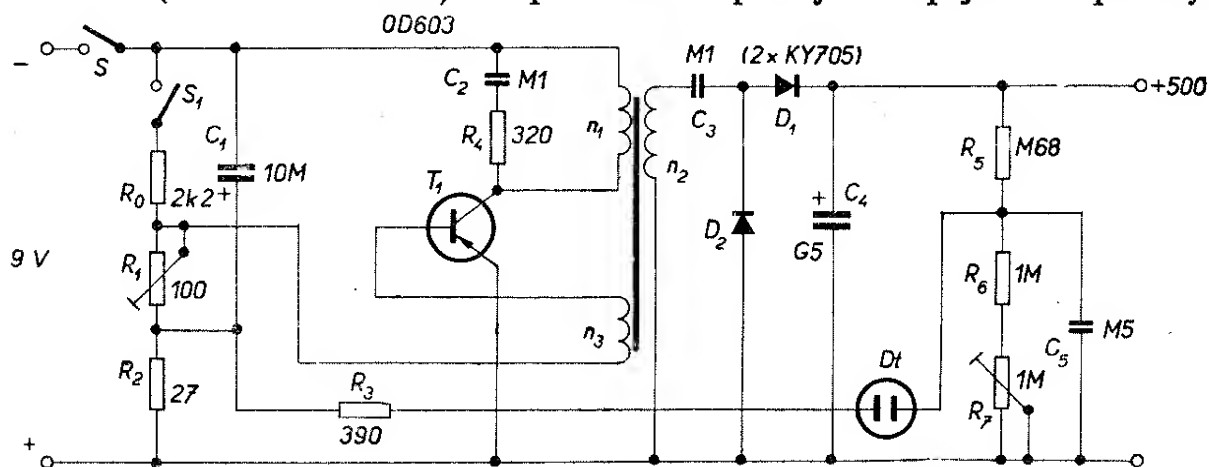 0D603
−
S
S₁
C₁
10M
+
R₀
2k2
9 V
R₁
100
R₂
27
+
C₂
M1
R₄
320
T₁
n₁
n₂
n₃
R₃
390
M1
(2× KY705)
C₃
D₁
D₂
+
C₄
G5
+500
R₅
M68
R₆
1M
R₇
1M
C₅
M5
Dt